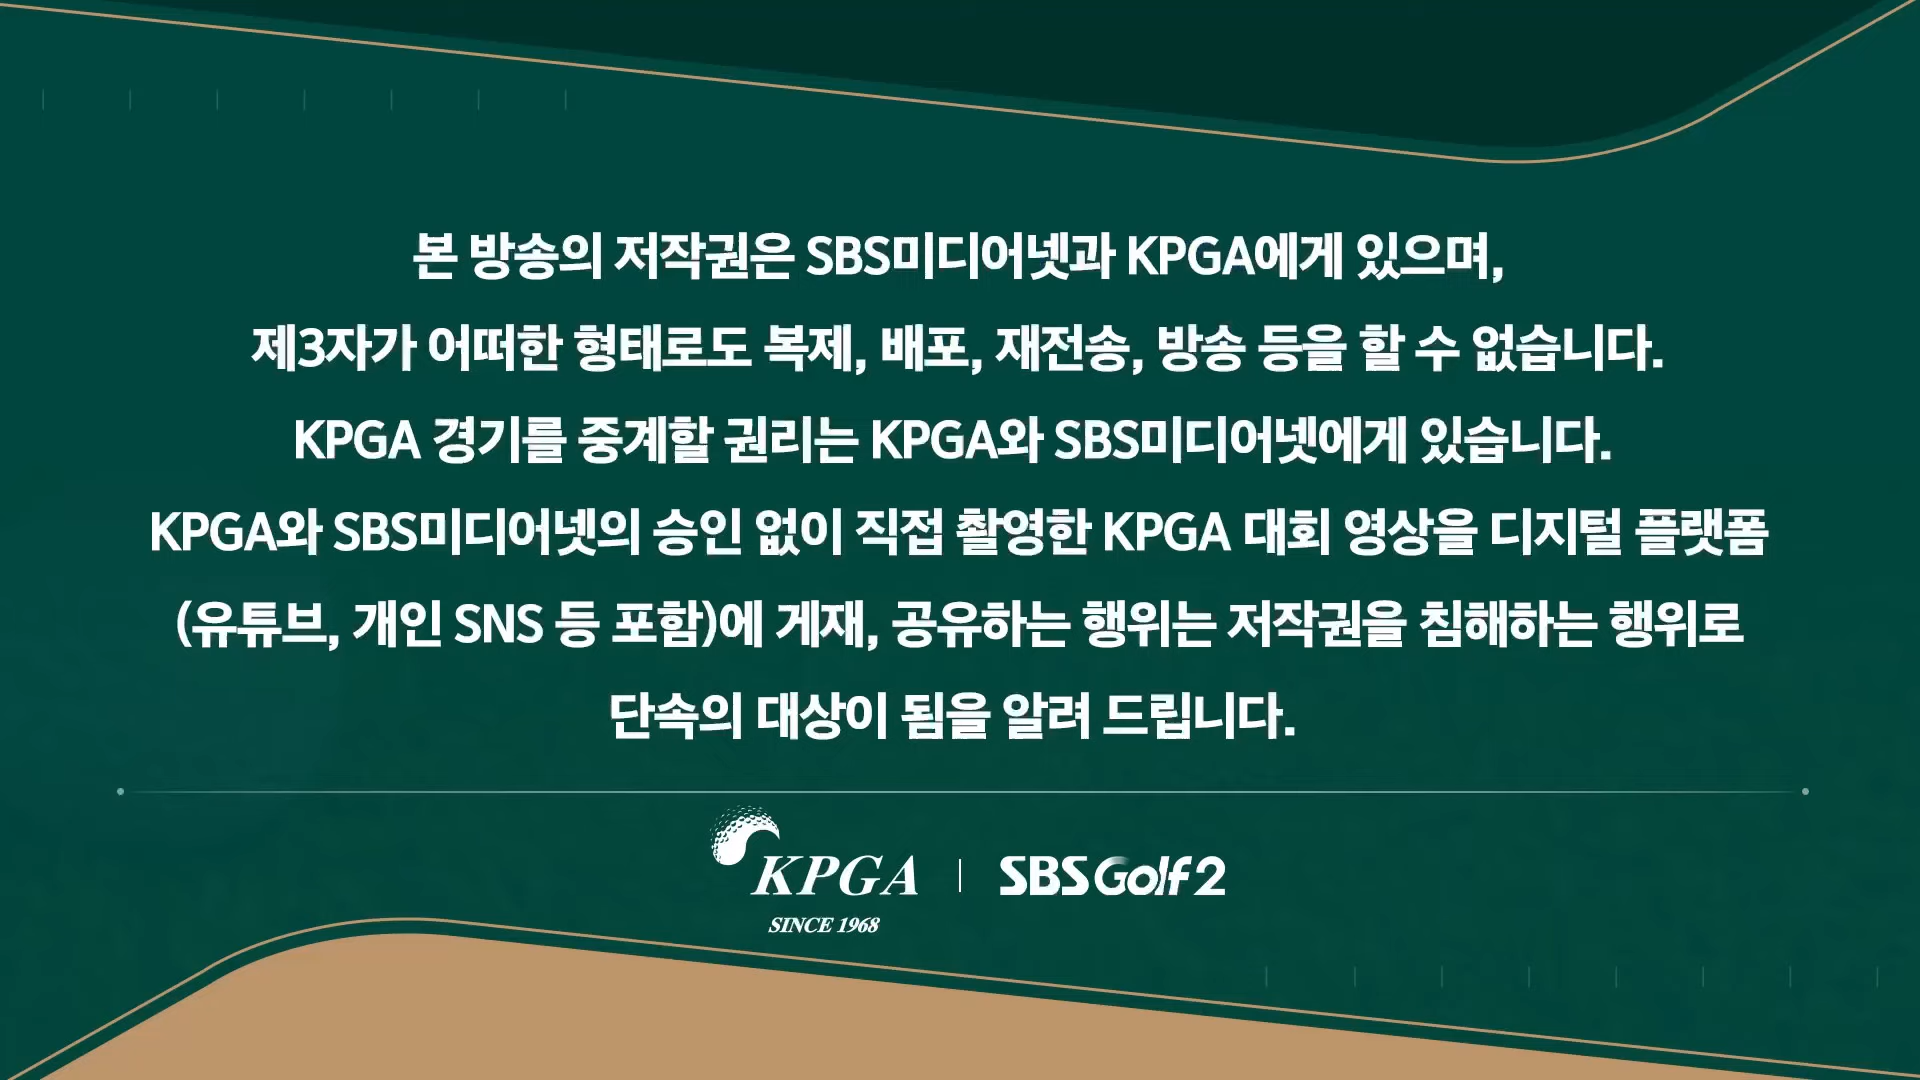 본 방송의 저작권은 SBS미디어넷과 KPGA에게 있으며,
제3자가 어떠한 형태로도 복제, 배포, 재전송, 방송 등을 할 수 없습니다.
KPGA 경기를 중계할 권리는 KPGA와 SBS미디어넷에게 있습니다.
KPGA와 SBS미디어넷의 승인 없이 직접 촬영한 KPGA 대회 영상을 디지털 플랫폼
(유튜브, 개인 SNS 등 포함)에 게재, 공유하는 행위는 저작권을 침해하는 행위로
단속의 대상이 됨을 알려 드립니다.
KPGA | SBS Golf 2
SINCE 1968